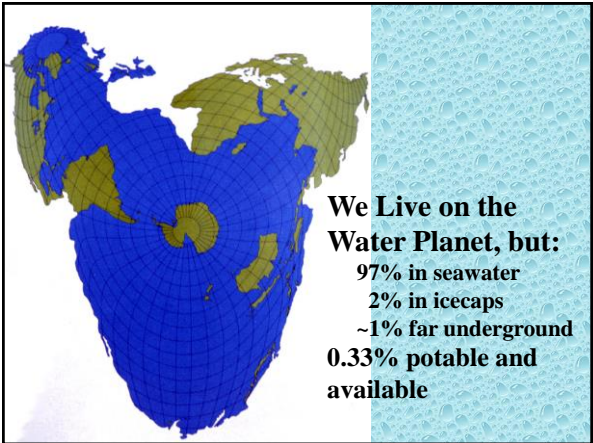 We Live on the
Water Planet, but:
97% in seawater
2% in icecaps
~1% far underground
0.33% potable and
available